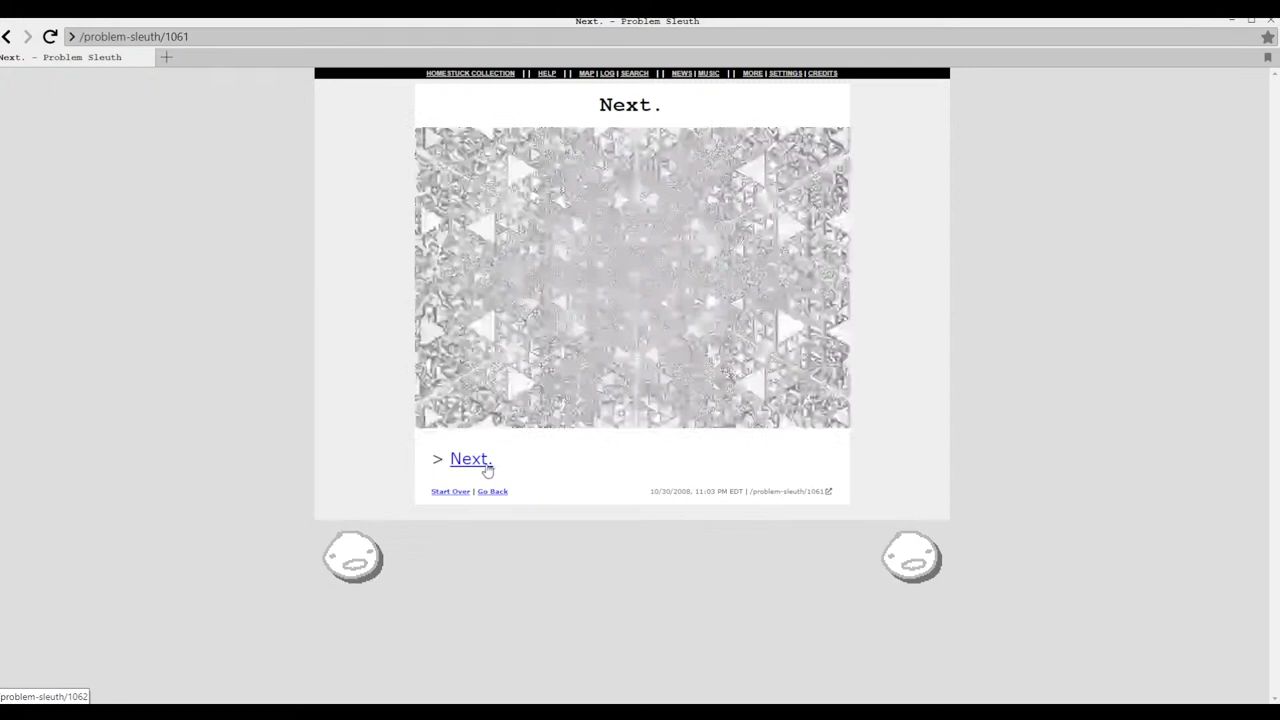 Next. - Problem Sleuth
/problem-sleuth/1061
Next. - Problem Sleuth
HOMESTUCK COLLECTION || HELP || MAP | LOG | SEARCH || NEWS | MUSIC || MORE | SETTINGS | CREDITS
Next.
> Next.
Start Over | Go Back
10/30/2008, 11:03 PM EDT | /problem-sleuth/1061
problem-sleuth/1062